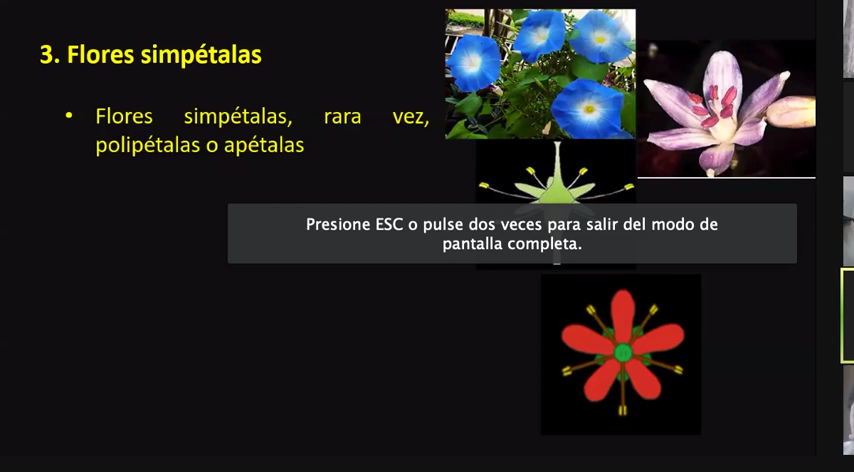 3. Flores simpétalas
• Flores simpétalas, rara vez,
polipétalas o apétalas
Presione ESC o pulse dos veces para salir del modo de
pantalla completa.